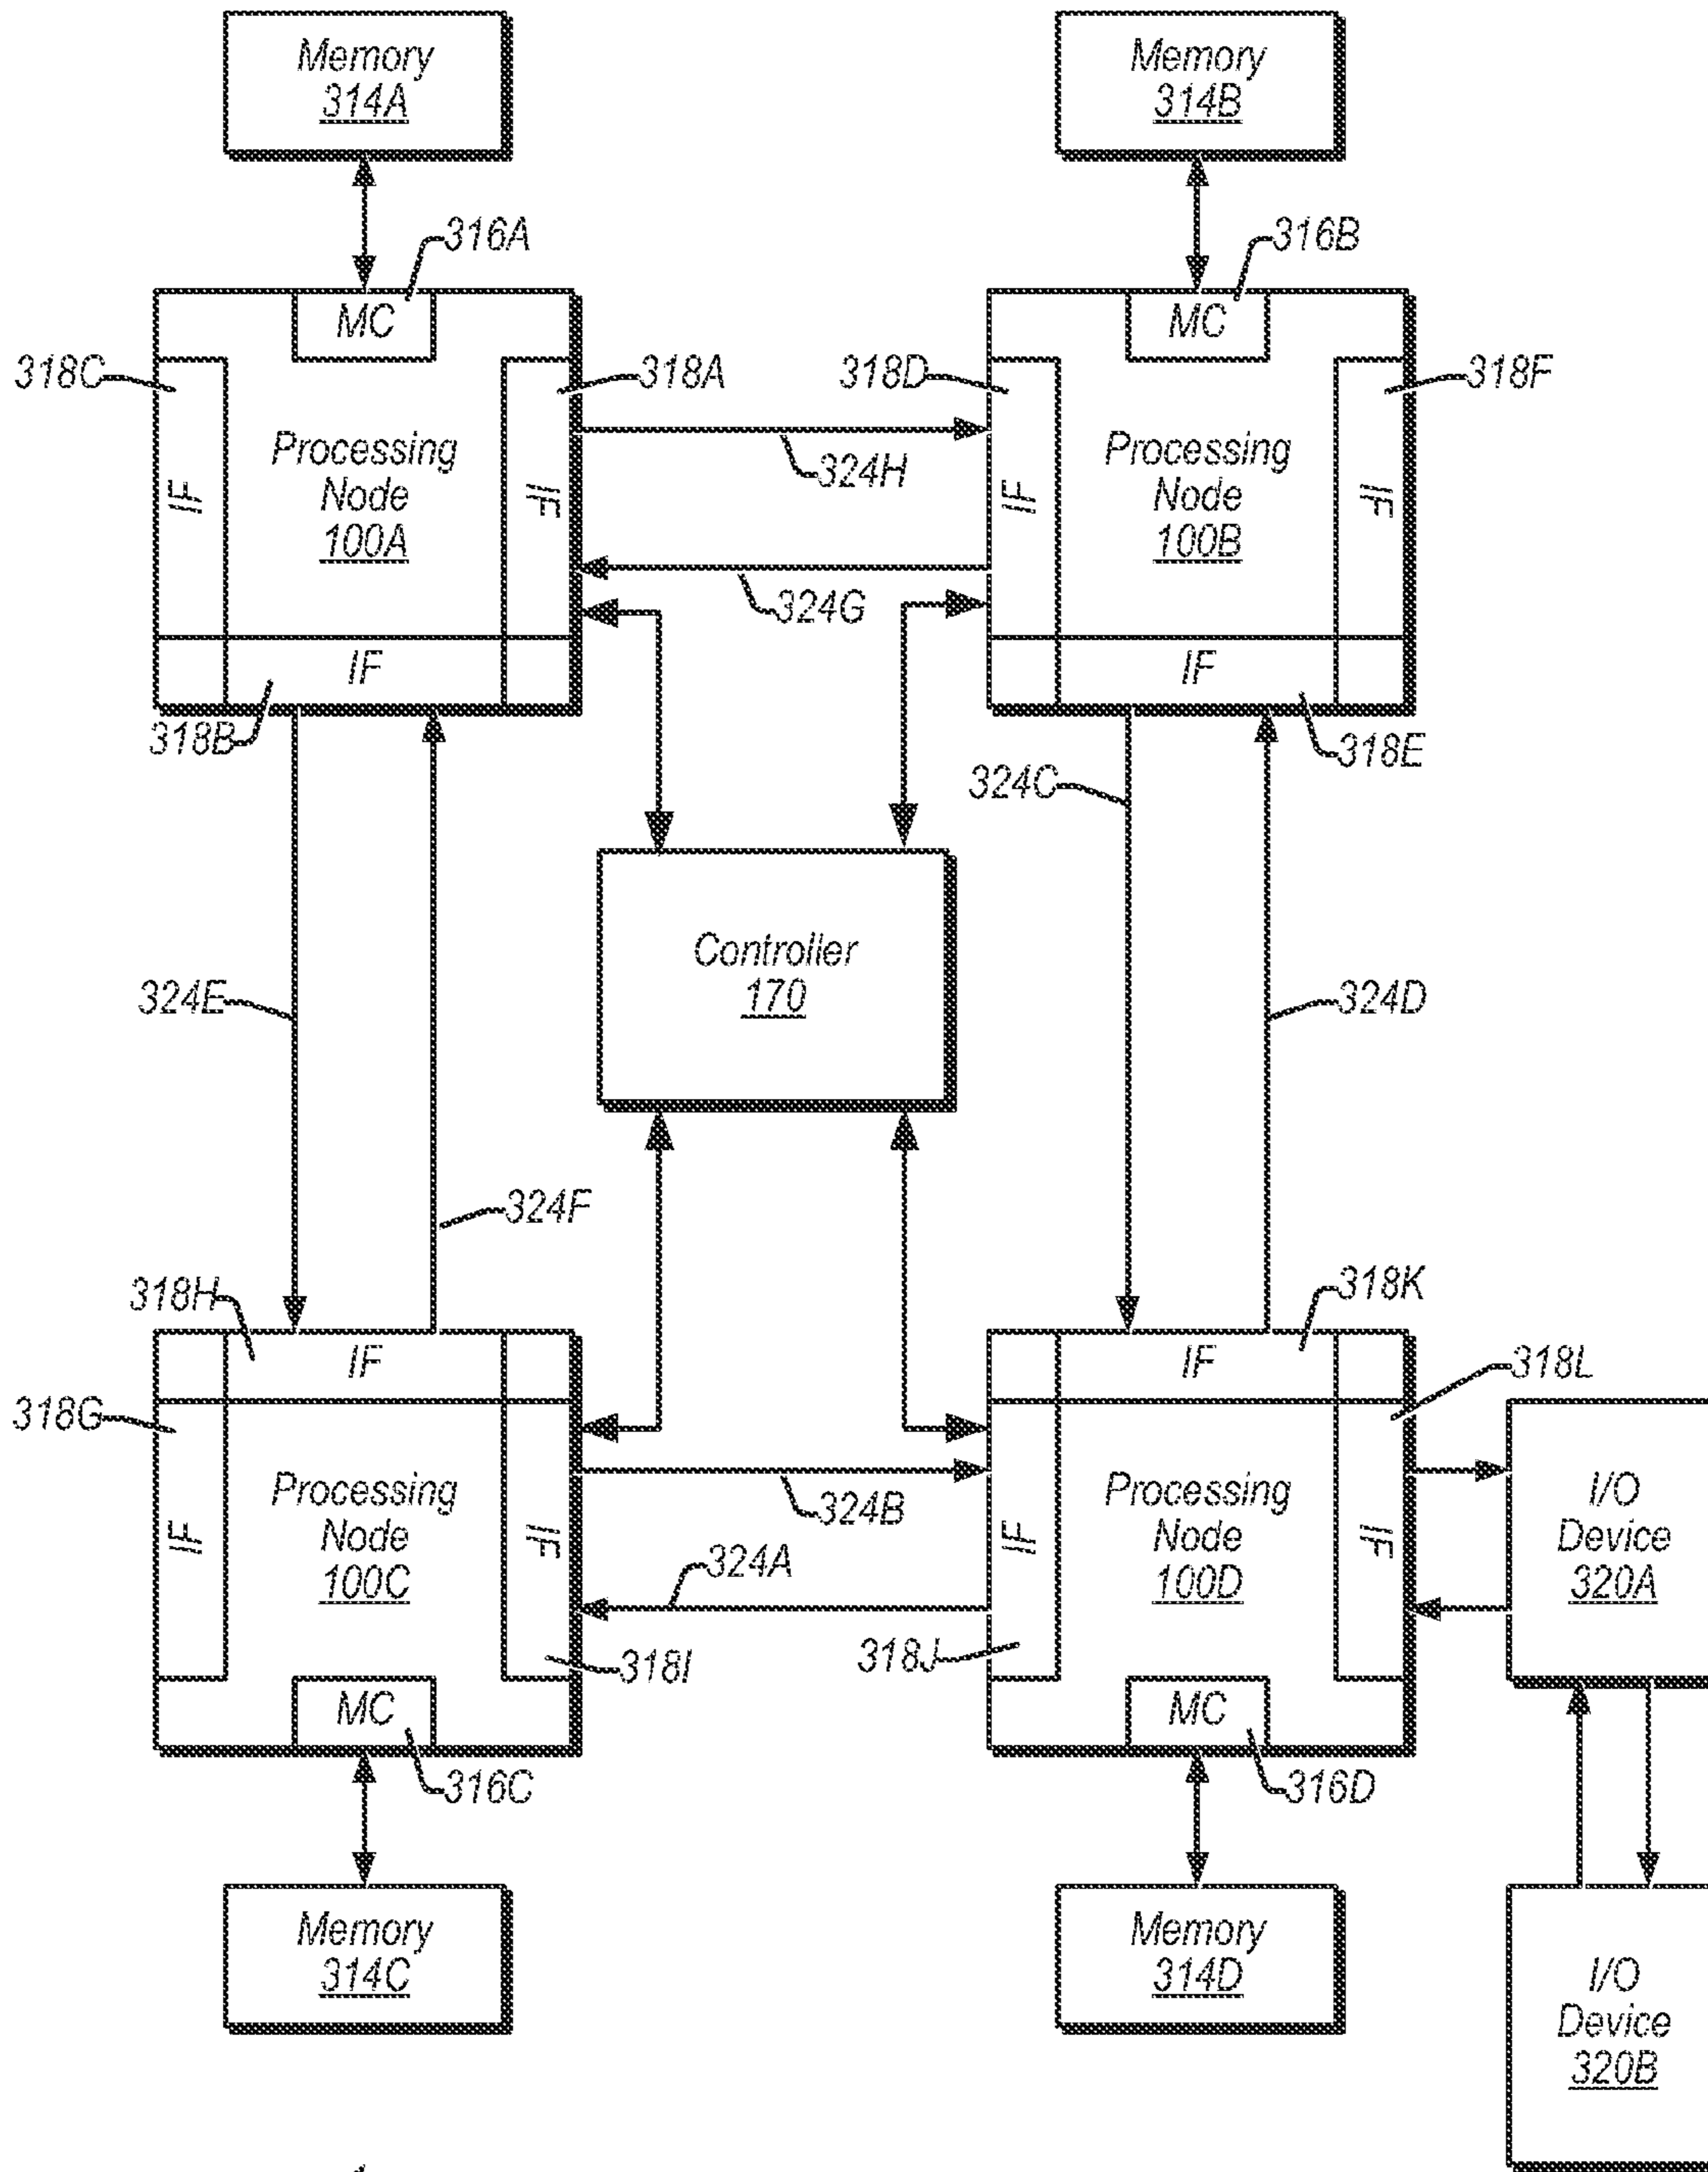 Memory
314A
Memory
314B
316A
316B
MC
MC
318C
318A
318D
318F
Processing
Node
100A
IF
IF
324H
Processing
Node
100B
IF
IF
324G
IF
IF
318B
318E
324C
Controller
170
324E
324D
324F
318H
318K
IF
IF
318L
318G
Processing
Node
100C
IF
IF
324B
324A
Processing
Node
100D
IF
IF
I/O
Device
320A
318I
318J
MC
MC
316C
316D
Memory
314C
Memory
314D
I/O
Device
320B